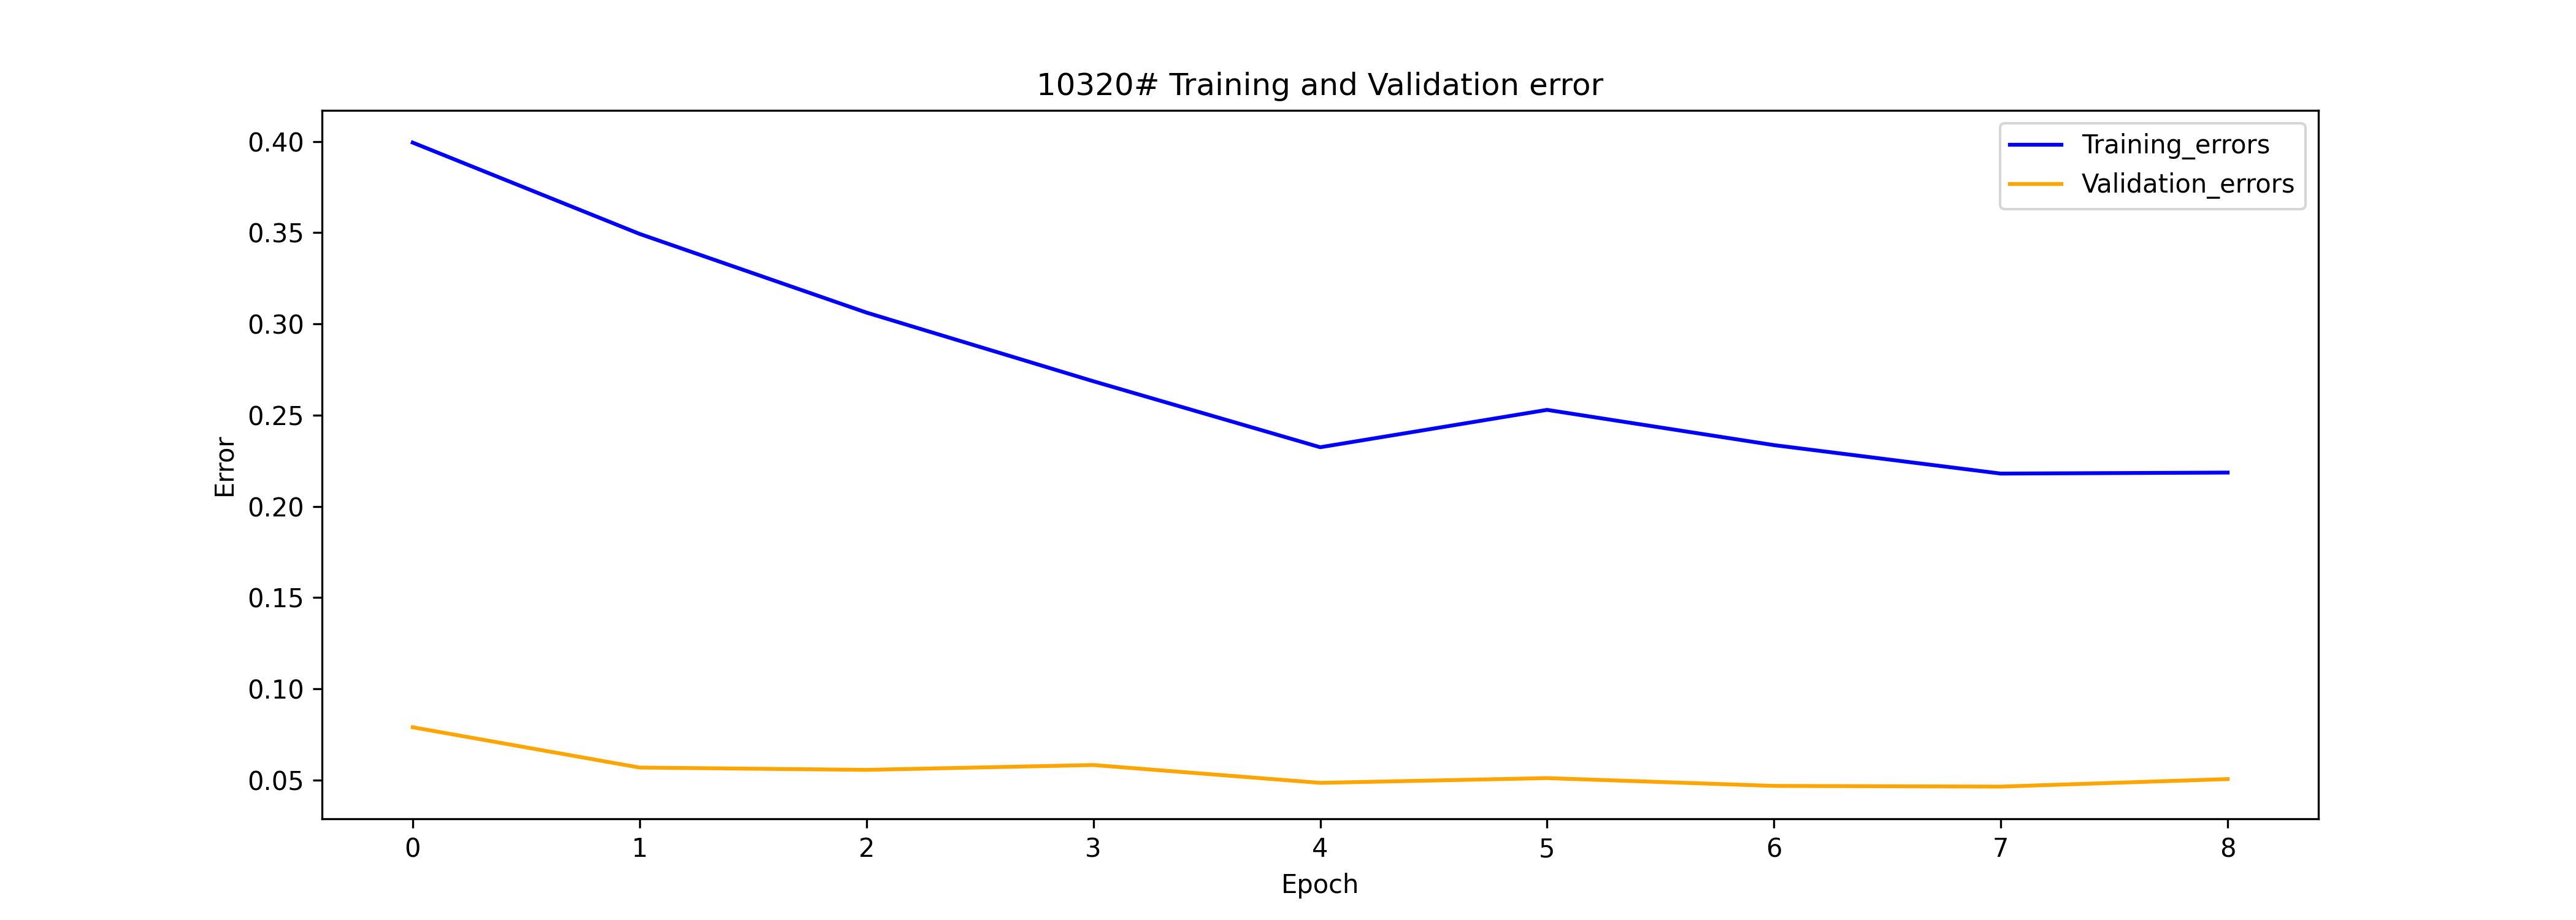 10320# Training and Validation error
Training_errors
Validation_errors
0.40
0.35
0.30
0.25
0.20
0.15
0.10
0.05
Error
0 1 2 3 4 5 6 7 8
Epoch